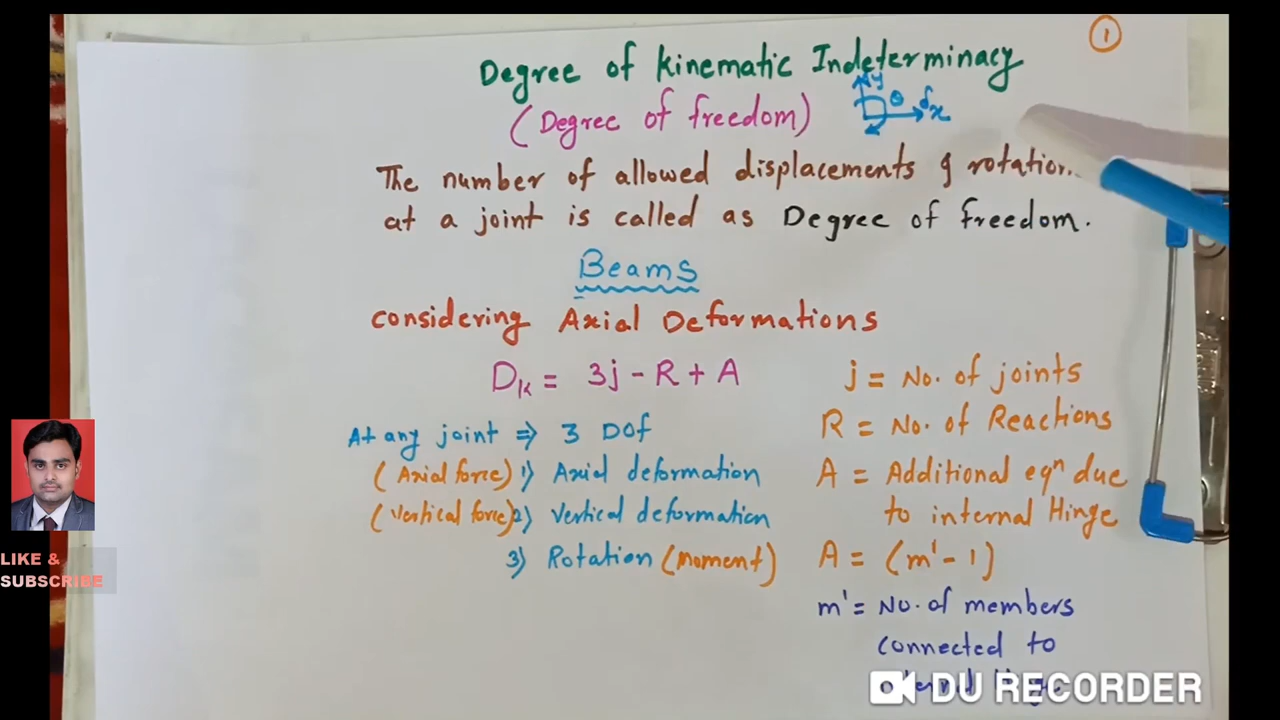 1
Degree of kinematic Indeterminacy
(Degree of freedom)
y θ δx
The number of allowed displacements & rotation
at a joint is called as Degree of freedom.
Beams
considering Axial Deformations
Dk = 3j - R + A
j = No. of joints
At any joint ⇒ 3 Dof
R = No. of Reactions
(Axial force) 1) Axial deformation
A = Additional eqn due
to internal Hinge
(Vertical force) 2) Vertical deformation
3) Rotation (Moment)
A = (m' - 1)
m' = No. of members
connected to
LIKE &
SUBSCRIBE
DU RECORDER